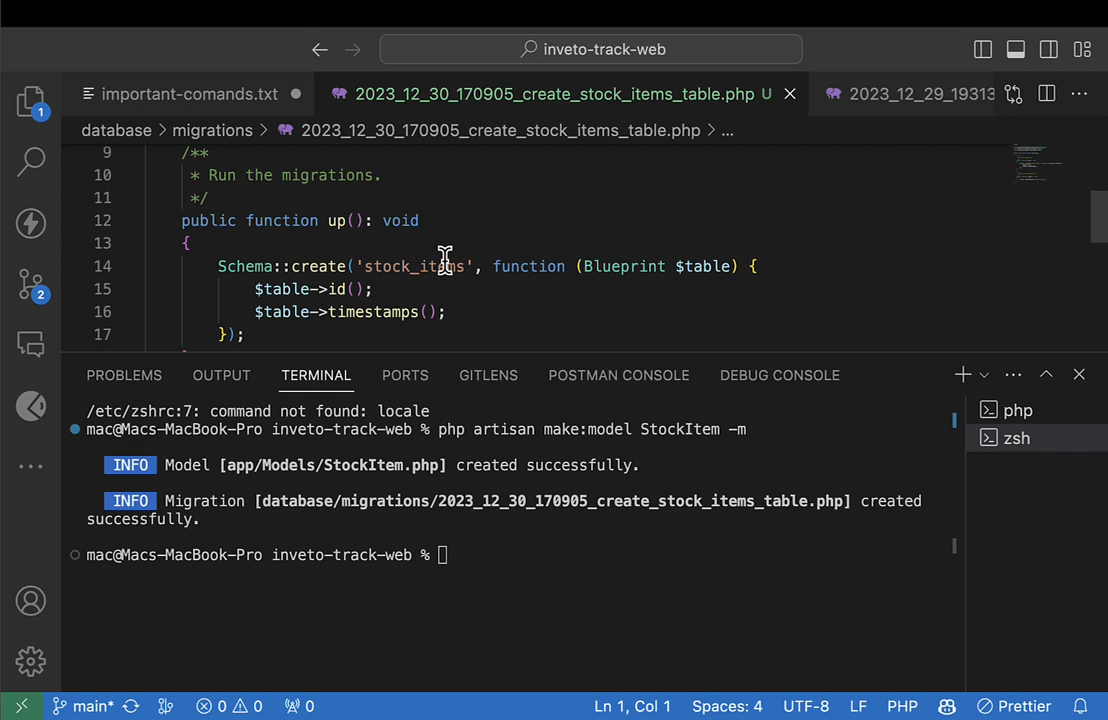 inveto-track-web
important-comands.txt
2023_12_30_170905_create_stock_items_table.php U
2023_12_29_19313
database > migrations > 2023_12_30_170905_create_stock_items_table.php > ...
9 /**
10 * Run the migrations.
11 */
12 public function up(): void
13 {
14 Schema::create('stock_items', function (Blueprint $table) {
15 $table->id();
16 $table->timestamps();
17 });
1
2
PROBLEMS OUTPUT TERMINAL PORTS GITLENS POSTMAN CONSOLE DEBUG CONSOLE
/etc/zshrc:7: command not found: locale
mac@Macs-MacBook-Pro inveto-track-web % php artisan make:model StockItem -m
INFO Model [app/Models/StockItem.php] created successfully.
INFO Migration [database/migrations/2023_12_30_170905_create_stock_items_table.php] created
successfully.
mac@Macs-MacBook-Pro inveto-track-web %
php
zsh
main* 0 0 0 Ln 1, Col 1 Spaces: 4 UTF-8 LF PHP Prettier